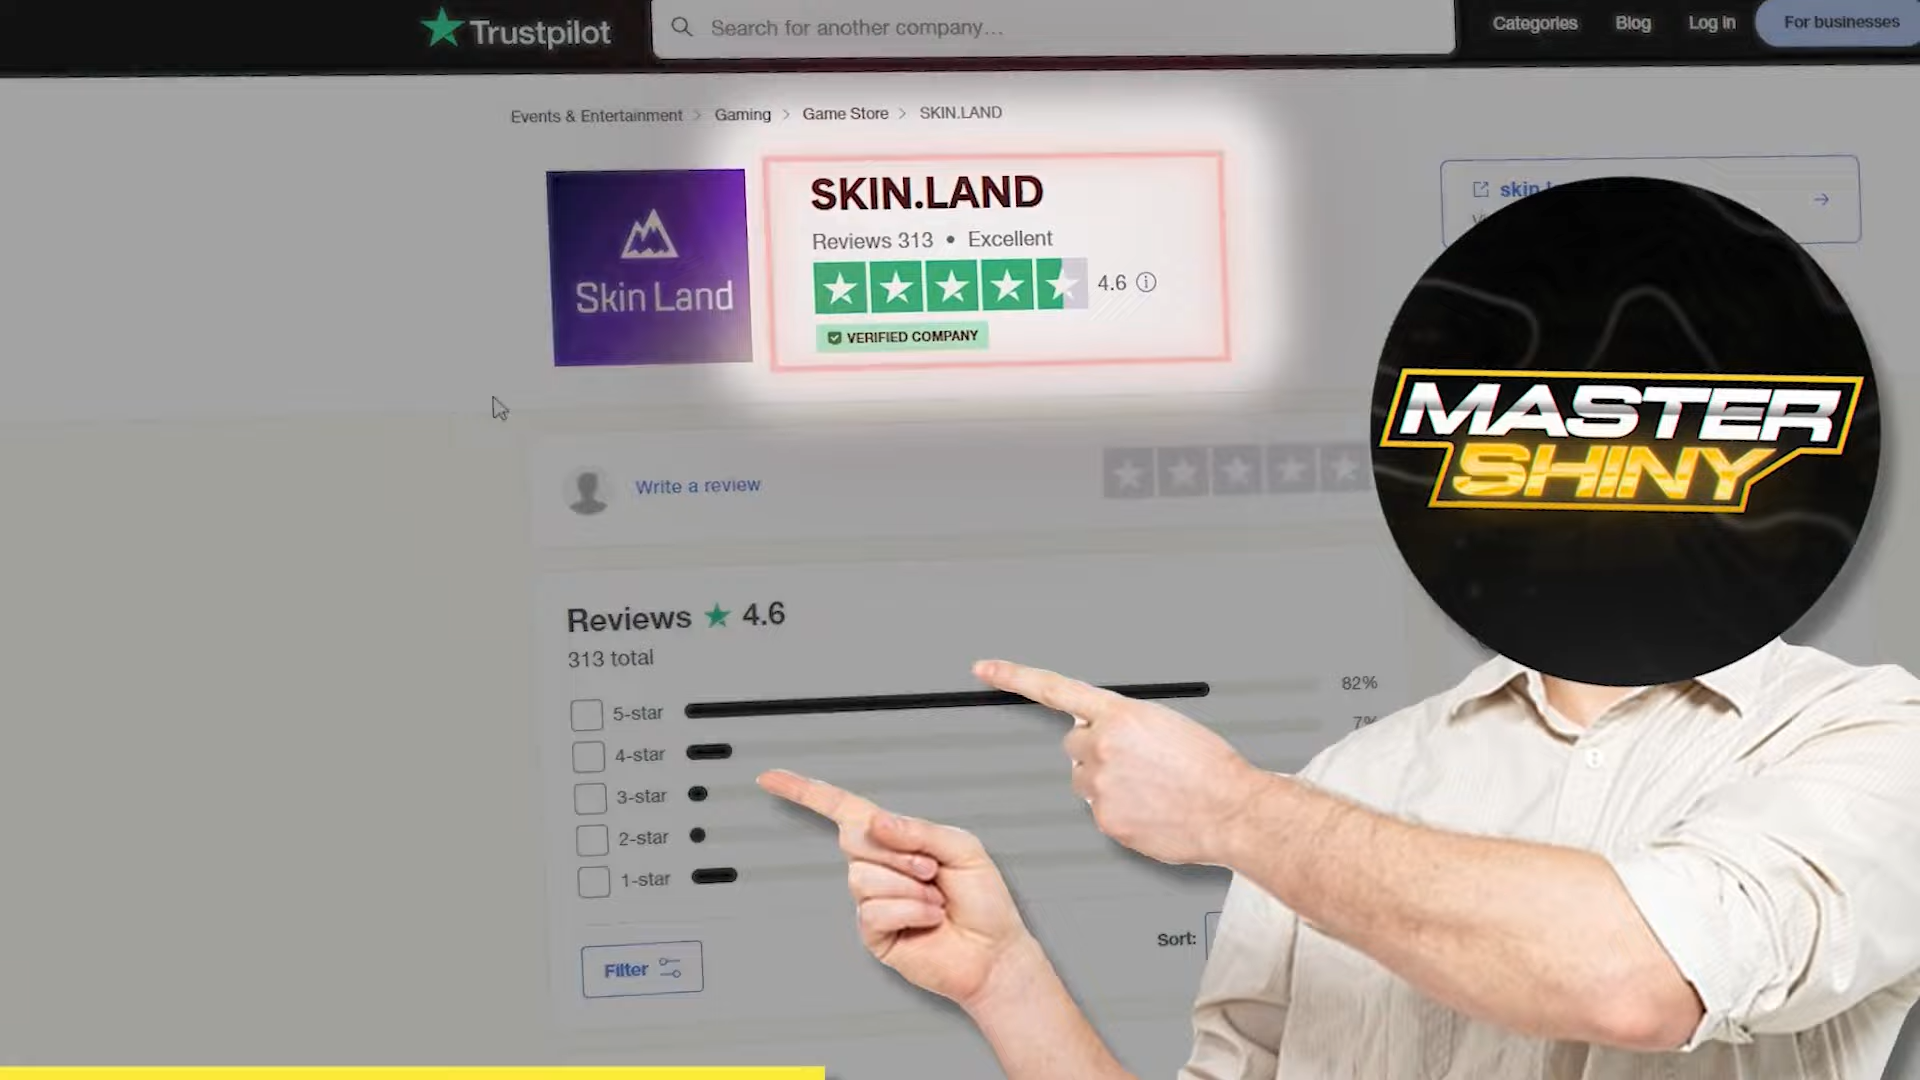 Trustpilot
Search for another company…
Categories
Blog
Log in
For businesses
Events & Entertainment > Gaming > Game Store > SKIN.LAND
Skin Land
SKIN.LAND
Reviews 313 • Excellent
4.6
VERIFIED COMPANY
MASTER
SHINY
Write a review
Reviews ★ 4.6
313 total
5-star 82%
4-star 7%
3-star
2-star
1-star
Filter
Sort: